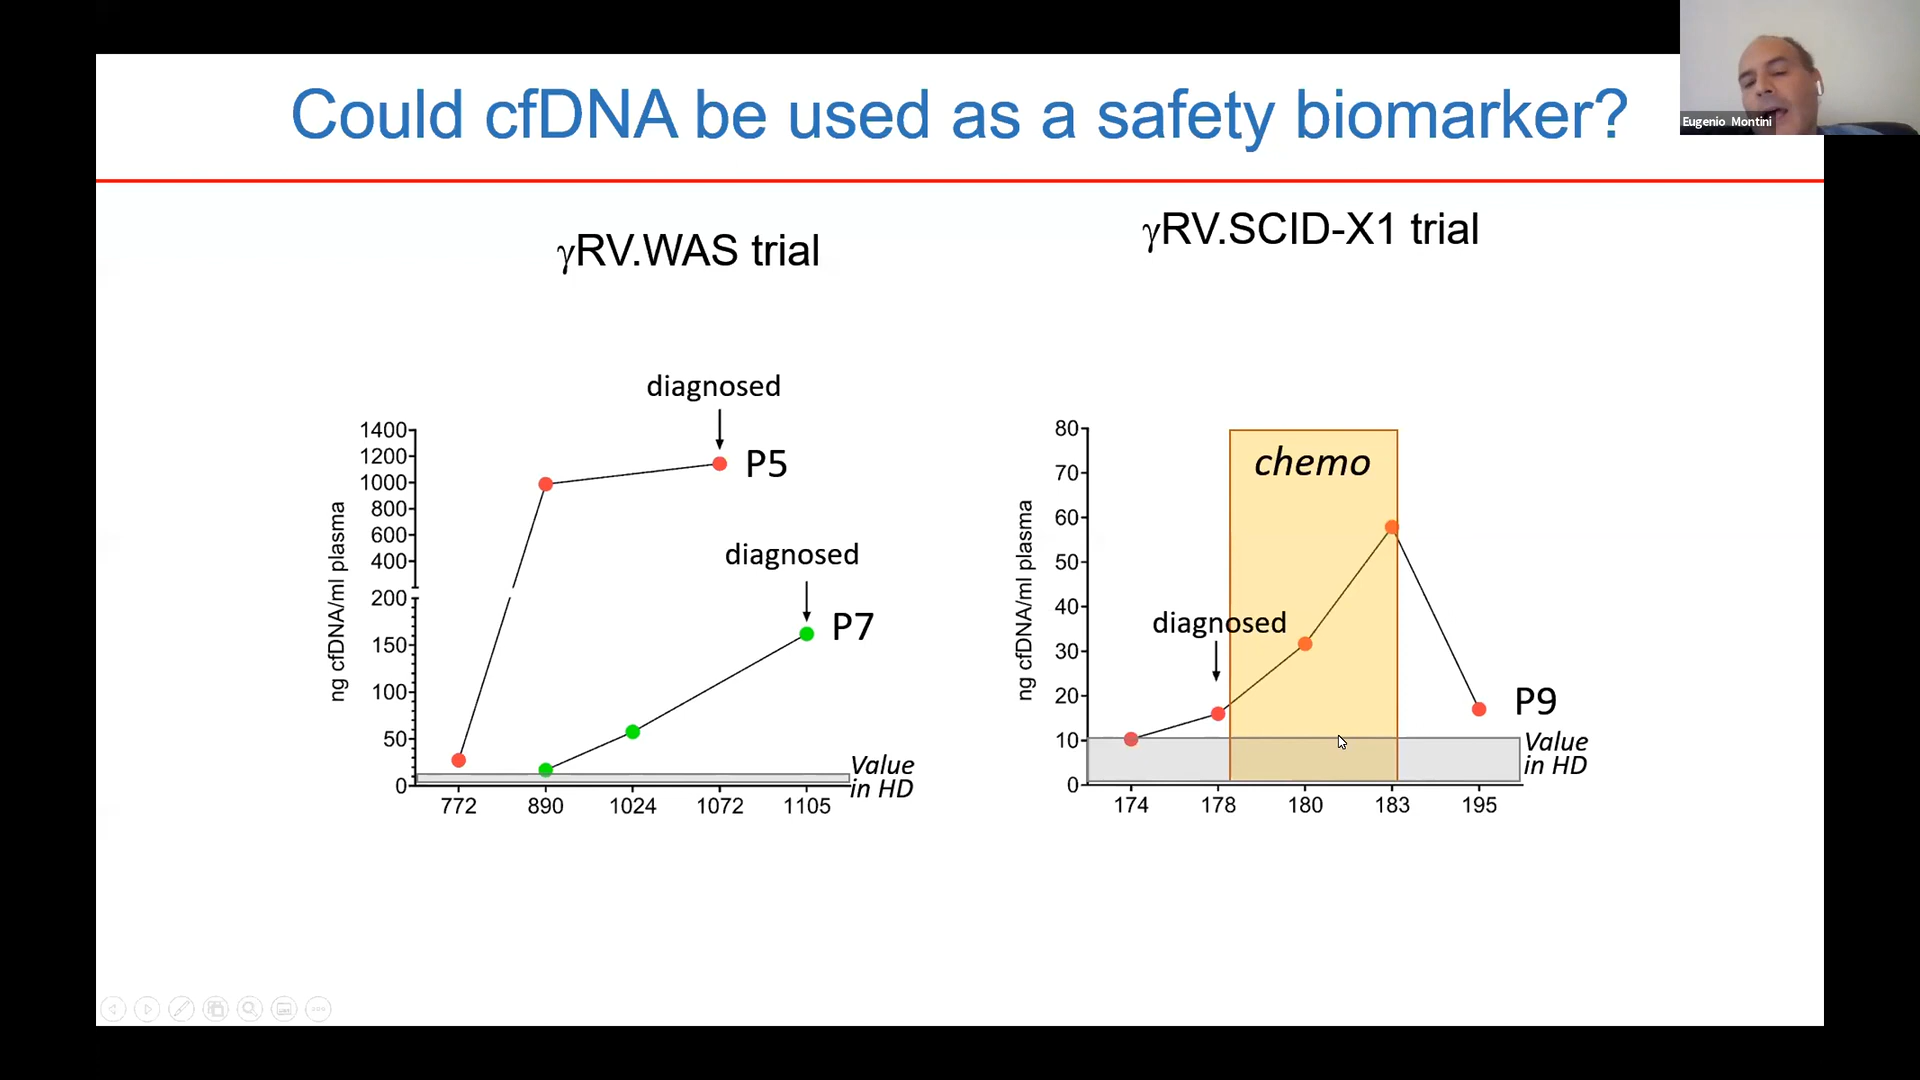 Could cfDNA be used as a safety biomarker?
Eugenio Montini
γRV.WAS trial
γRV.SCID-X1 trial
diagnosed
P5
diagnosed
P7
1400
1200
1000
800
600
400
200
150
100
50
0
ng cfDNA/ml plasma
772
890
1024
1072
1105
Value
in HD
80
70
60
50
40
30
20
10
0
ng cfDNA/ml plasma
chemo
diagnosed
P9
Value
in HD
174
178
180
183
195